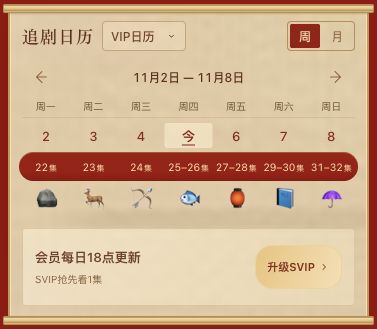 追剧日历 VIP日历 周 月
11月2日 — 11月8日
周一 周二 周三 周四 周五 周六 周日
2 3 4 今 6 7 8
22集 23集 24集 25-26集 27-28集 29-30集 31-32集
会员每日18点更新
SVIP抢先看1集
升级SVIP